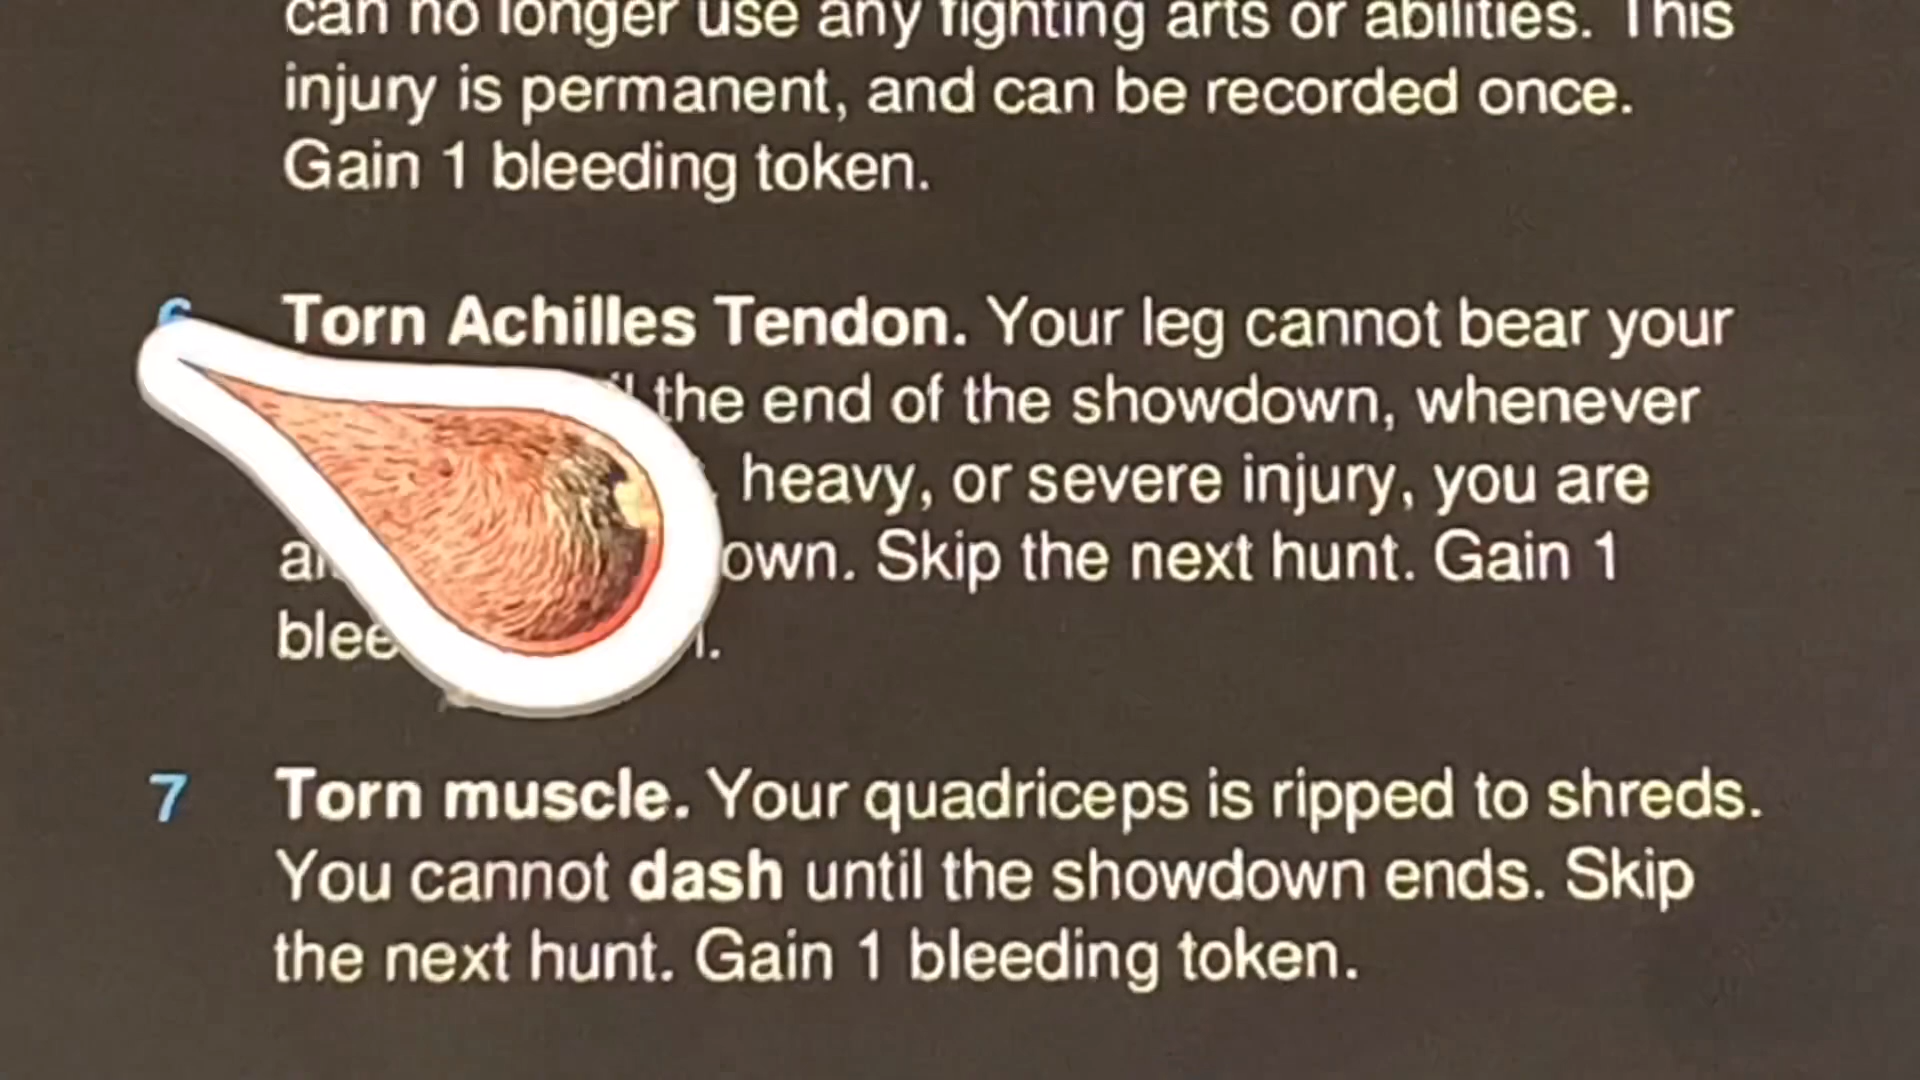 can no longer use any fighting arts or abilities. This
injury is permanent, and can be recorded once.
Gain 1 bleeding token.
6 Torn Achilles Tendon. Your leg cannot bear your
the end of the showdown, whenever
heavy, or severe injury, you are
Skip the next hunt. Gain 1
7 Torn muscle. Your quadriceps is ripped to shreds.
You cannot dash until the showdown ends. Skip
the next hunt. Gain 1 bleeding token.